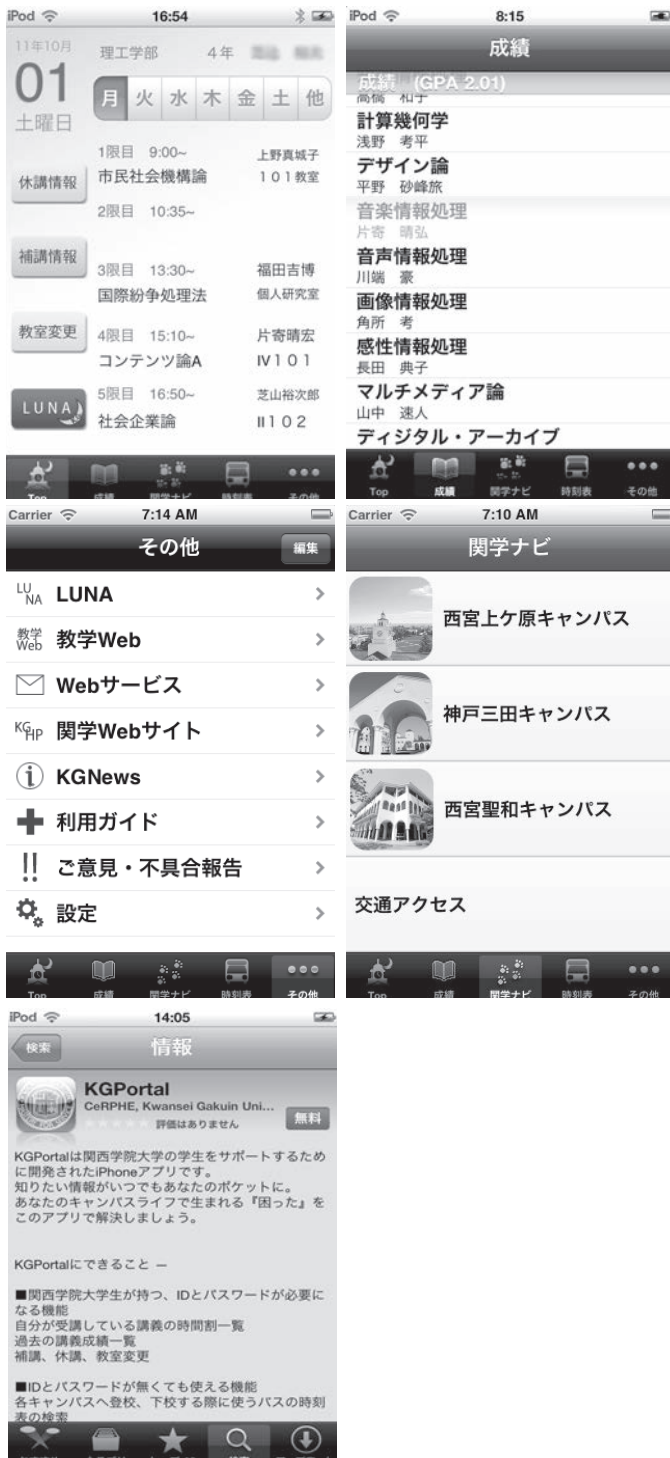 iPod
16:54
11年10月
01
土曜日
理工学部 4年
月 火 水 木 金 土 他
休講情報
補講情報
教室変更
LUNA
1限目 9:00~ 上野真城子
市民社会機構論 101教室
2限目 10:35~
3限目 13:30~ 福田吉博
国際紛争処理法 個人研究室
4限目 15:10~ 片寄晴宏
コンテンツ論A Ⅳ101
5限目 16:50~ 芝山裕次郎
社会企業論 Ⅱ102
Top 成績 関学ナビ 時刻表 その他
iPod
8:15
成績
成績 (GPA 2.01)
高橋 和子
計算幾何学
浅野 考平
デザイン論
平野 砂峰旅
音楽情報処理
片寄 晴弘
音声情報処理
川端 豪
画像情報処理
角所 考
感性情報処理
長田 典子
マルチメディア論
山中 速人
ディジタル・アーカイブ
Top 成績 関学ナビ 時刻表 その他
Carrier
7:14 AM
その他
編集
LUNA LUNA
教学Web 教学Web
Webサービス
KGHP 関学Webサイト
KGNews
利用ガイド
!! ご意見・不具合報告
設定
Top 成績 関学ナビ 時刻表 その他
Carrier
7:10 AM
関学ナビ
西宮上ケ原キャンパス
神戸三田キャンパス
西宮聖和キャンパス
交通アクセス
Top 成績 関学ナビ 時刻表 その他
iPod
14:05
検索
情報
KGPortal
CeRPHE, Kwansei Gakuin Uni...
評価はありません
無料
KGPortalは関西学院大学の学生をサポートするため
に開発されたiPhoneアプリです。
知りたい情報がいつでもあなたのポケットに。
あなたのキャンパスライフで生まれる『困った』を
このアプリで解決しましょう。
KGPortalにできること ー
■関西学院大学生が持つ、IDとパスワードが必要に
なる機能
自分が受講している講義の時間割一覧
過去の講義成績一覧
補講、休講、教室変更
■IDとパスワードが無くても使える機能
各キャンパスへ登校、下校する際に使うバスの時刻
表の検索